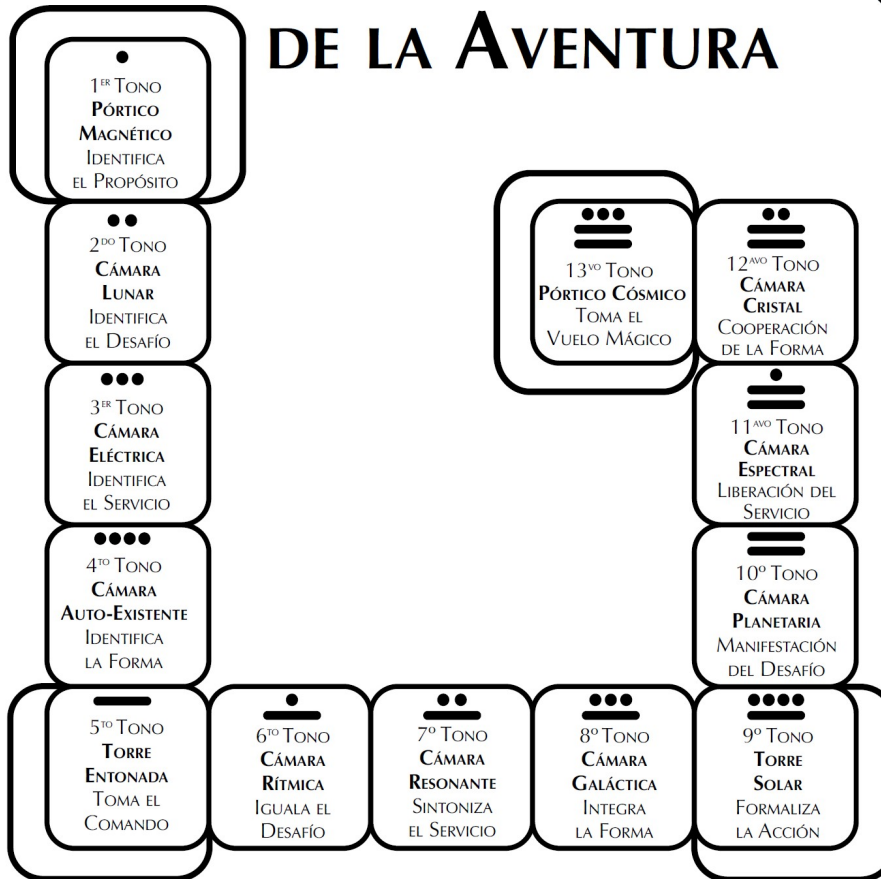 DE LA AVENTURA
1ER TONO
PÓRTICO
MAGNÉTICO
IDENTIFICA
EL PROPÓSITO
2DO TONO
CÁMARA
LUNAR
IDENTIFICA
EL DESAFÍO
3ER TONO
CÁMARA
ELÉCTRICA
IDENTIFICA
EL SERVICIO
4TO TONO
CÁMARA
AUTO-EXISTENTE
IDENTIFICA
LA FORMA
5TO TONO
TORRE
ENTONADA
TOMA EL
COMANDO
6TO TONO
CÁMARA
RÍTMICA
IGUALA EL
DESAFÍO
7º TONO
CÁMARA
RESONANTE
SINTONIZA
EL SERVICIO
8º TONO
CÁMARA
GALÁCTICA
INTEGRA
LA FORMA
9º TONO
TORRE
SOLAR
FORMALIZA
LA ACCIÓN
10º TONO
CÁMARA
PLANETARIA
MANIFESTACIÓN
DEL DESAFÍO
11AVO TONO
CÁMARA
ESPECTRAL
LIBERACIÓN DEL
SERVICIO
12AVO TONO
CÁMARA
CRISTAL
COOPERACIÓN
DE LA FORMA
13VO TONO
PÓRTICO CÓSMICO
TOMA EL
VUELO MÁGICO